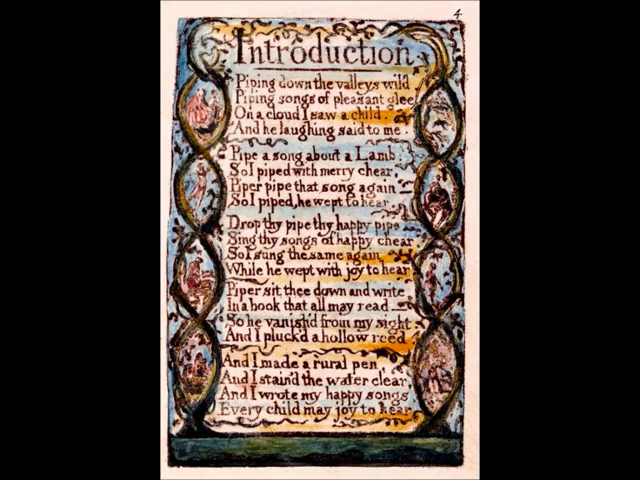 4
Introduction
Piping down the valleys wild
Piping songs of pleasant glee
On a cloud I saw a child.
And he laughing said to me.
Pipe a song about a Lamb:
So I piped with merry chear,
Piper pipe that song again—
So I piped, he wept to hear.
Drop thy pipe thy happy pipe
Sing thy songs of happy chear
So I sung the same again
While he wept with joy to hear
Piper sit thee down and write
In a book that all may read—
So he vanish'd from my sight
And I pluck'd a hollow reed
And I made a rural pen,
And I stain'd the water clear,
And I wrote my happy songs
Every child may joy to hear